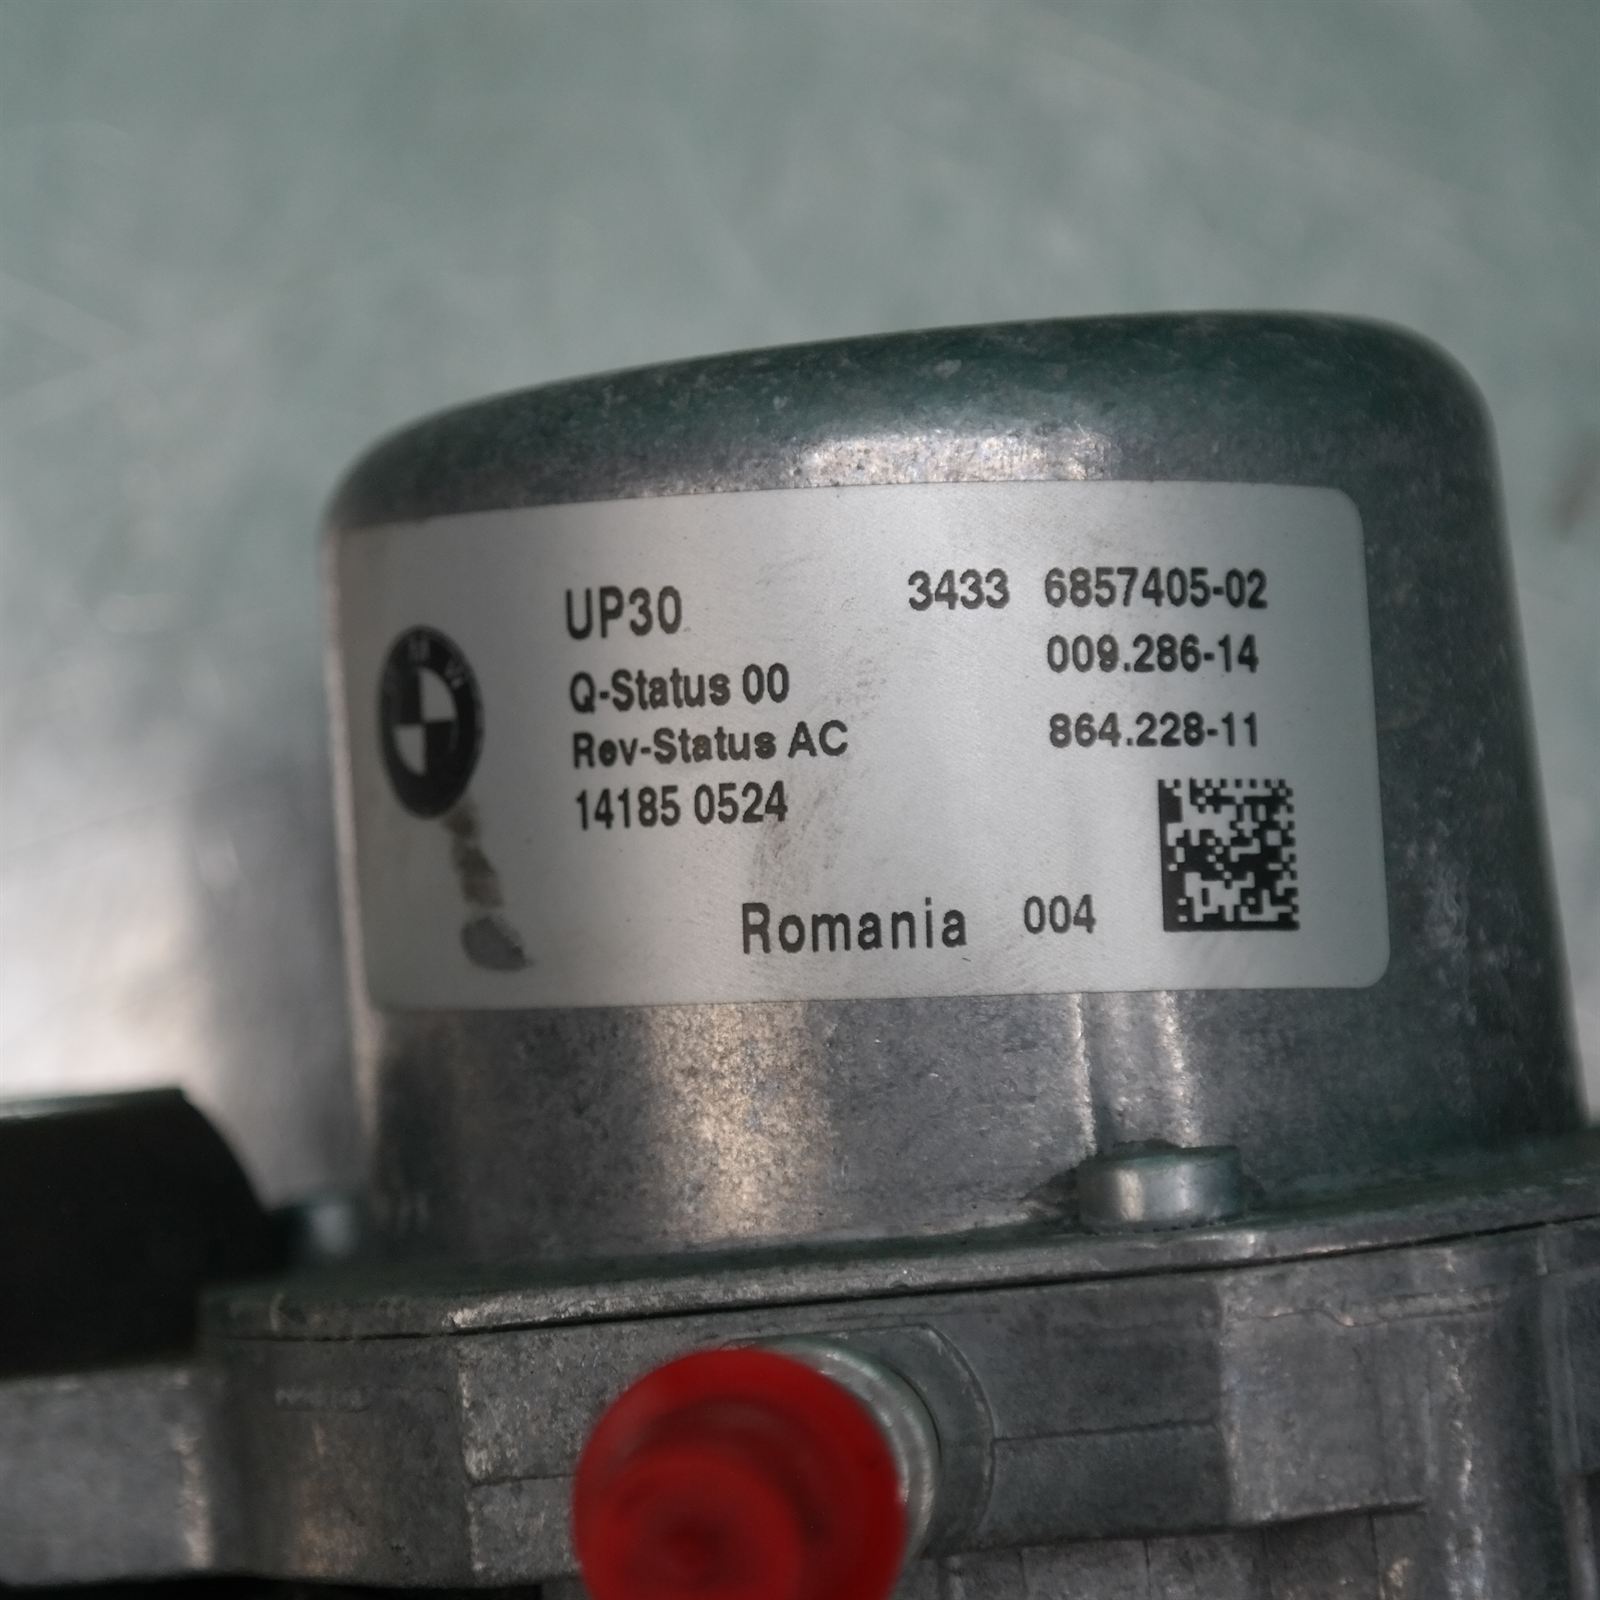 UP30 3433 6857405-02
009.286-14
Q-Status 00
Rev-Status AC 864.228-11
14185 0524
Romania 004